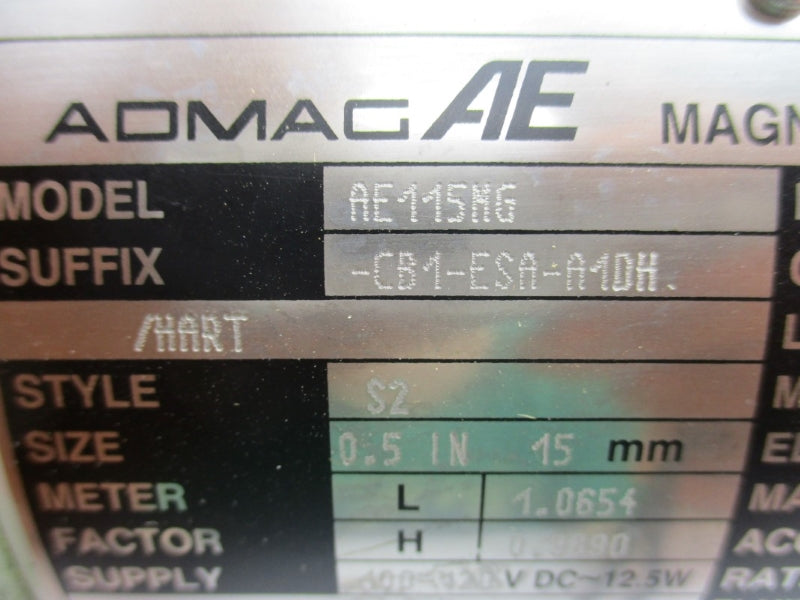 ADMAG AE MAGN
MODEL AE115MG
SUFFIX -CB1-ESA-A1DH.
/HART
STYLE S2
SIZE 0.5 IN 15 mm
METER L 1.0654
FACTOR H
SUPPLY V DC~12.5W